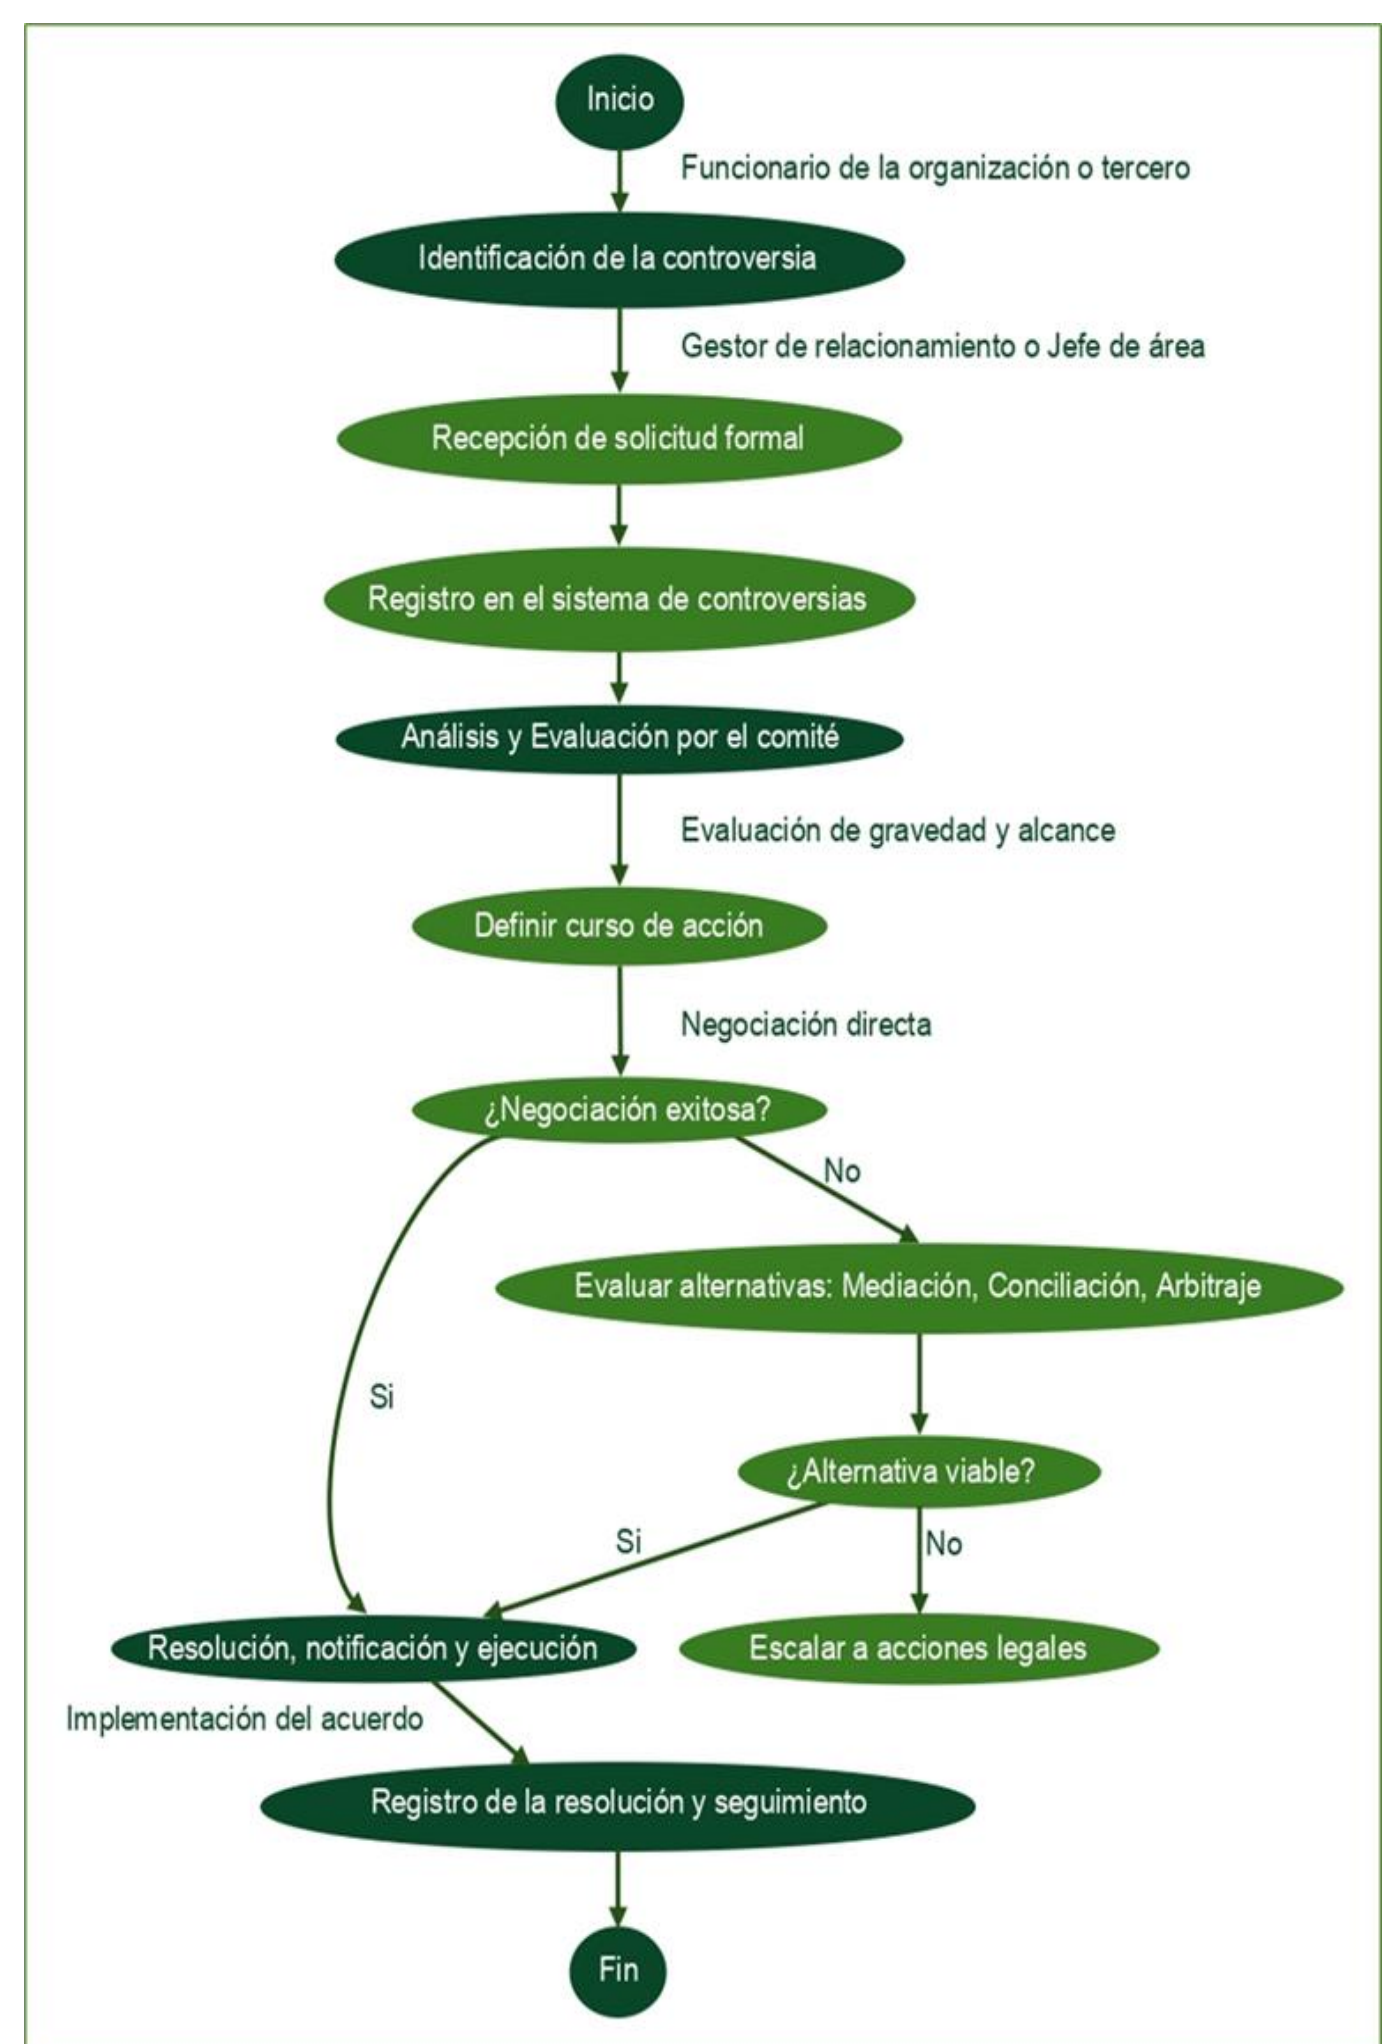 Inicio
Funcionario de la organización o tercero
Identificación de la controversia
Gestor de relacionamiento o Jefe de área
Recepción de solicitud formal
Registro en el sistema de controversias
Análisis y Evaluación por el comité
Evaluación de gravedad y alcance
Definir curso de acción
Negociación directa
¿Negociación exitosa?
No
Evaluar alternativas: Mediación, Conciliación, Arbitraje
Si
¿Alternativa viable?
Si
No
Resolución, notificación y ejecución
Escalar a acciones legales
Implementación del acuerdo
Registro de la resolución y seguimiento
Fin